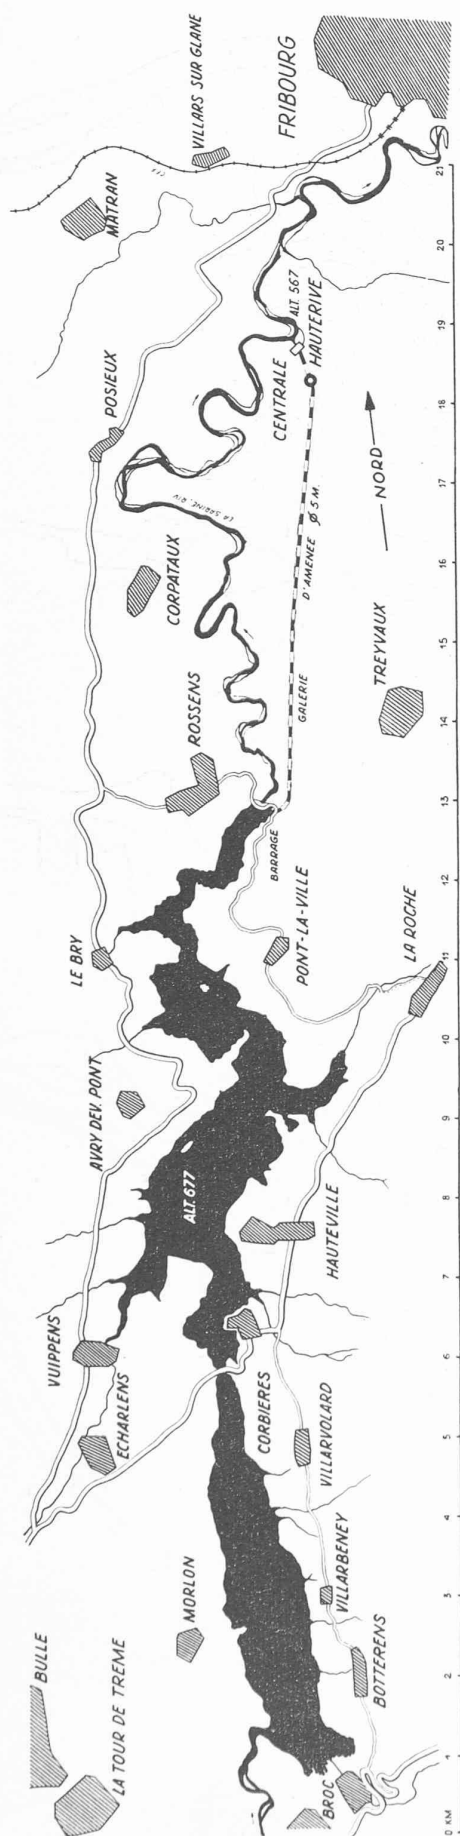 FRIBOURG
VILLARS SUR GLANE
MATRAN
POSIEUX
ALT. 567
CENTRALE
HAUTERIVE
LA SARINE. RIV
CORPATAUX
GALERIE D'AMENEE Ø 5 M.
NORD
TREYVAUX
ROSSENS
BARRAGE
PONT-LA-VILLE
LE BRY
LA ROCHE
AVRY DEV. PONT
ALT. 677
HAUTEVILLE
VUIPPENS
ECHARLENS
CORBIERES
VILLARVOLARD
VILLARBENEY
MORLON
BOTTERENS
BULLE
LA TOUR DE TREME
BROC
0 KM 1 2 3 4 5 6 7 8 9 10 11 12 13 14 15 16 17 18 19 20 21